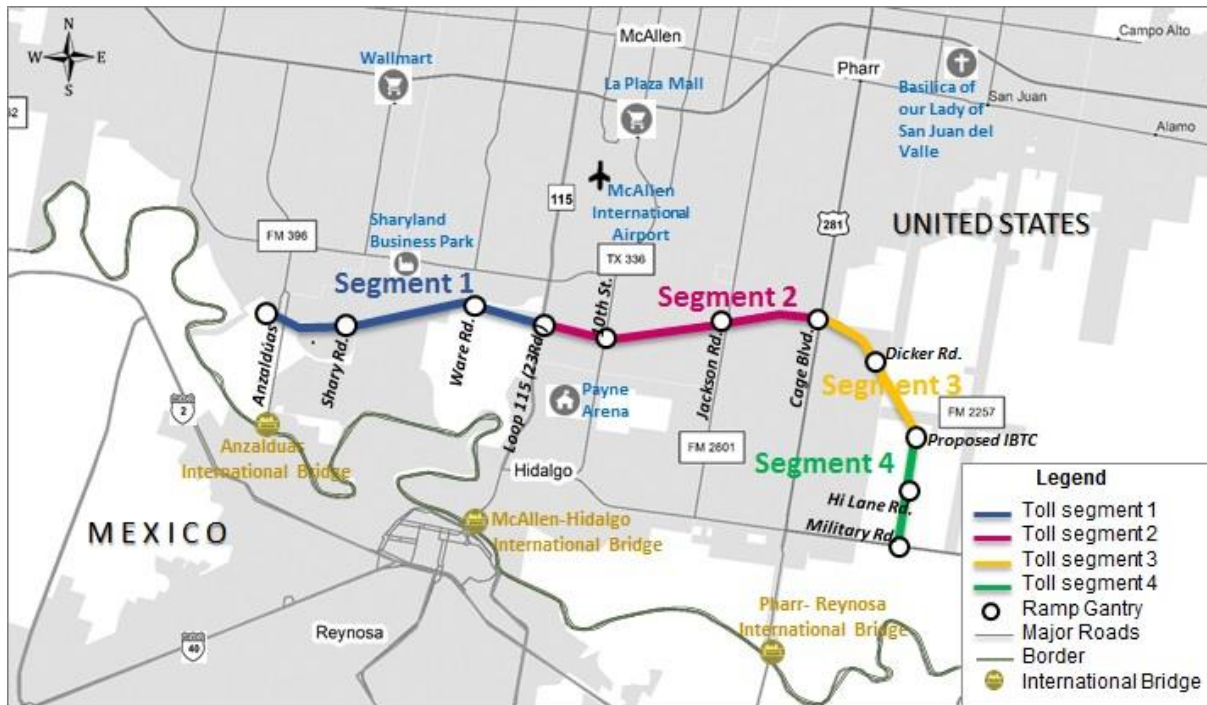 N
W E
S
McAllen
Campo Alto
Wallmart
La Plaza Mall
Pharr
Basilica of
our Lady of
San Juan del
Valle
San Juan
Alamo
62
115
McAllen
International
Airport
281
UNITED STATES
FM 396
Sharyland
Business Park
TX 336
Segment 1
Segment 2
Anzaldúas
Shary Rd.
Ware Rd.
Loop 115 (23Rd)
10th St.
Jackson Rd.
Cage Blvd.
Dicker Rd.
Segment 3
Payne
Arena
2
FM 2257
Proposed IBTC
Anzalduas
International Bridge
FM 2601
Segment 4
Hidalgo
Hi Lane Rd.
Military Rd
MEXICO
McAllen-Hidalgo
International Bridge
Pharr- Reynosa
International Bridge
Reynosa
40
Legend
Toll segment 1
Toll segment 2
Toll segment 3
Toll segment 4
Ramp Gantry
Major Roads
Border
International Bridge